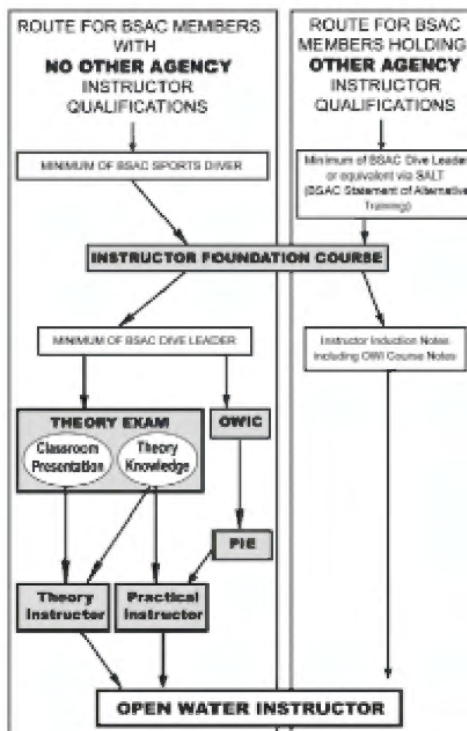 ROUTE FOR BSAC MEMBERS
WITH
NO OTHER AGENCY
INSTRUCTOR
QUALIFICATIONS
MINIMUM OF BSAC SPORTS DIVER
ROUTE FOR BSAC
MEMBERS HOLDING
OTHER AGENCY
INSTRUCTOR
QUALIFICATIONS
Minimum of BSAC Dive Leader
or equivalent via SALT
(BSAC Statement of Alternative
Training)
INSTRUCTOR FOUNDATION COURSE
MINIMUM OF BSAC DIVE LEADER
Instructor Induction Notes
including OWI Course Notes
THEORY EXAM
Classroom
Presentation
Theory
Knowledge
OWIC
PIE
Theory
Instructor
Practical
Instructor
OPEN WATER INSTRUCTOR